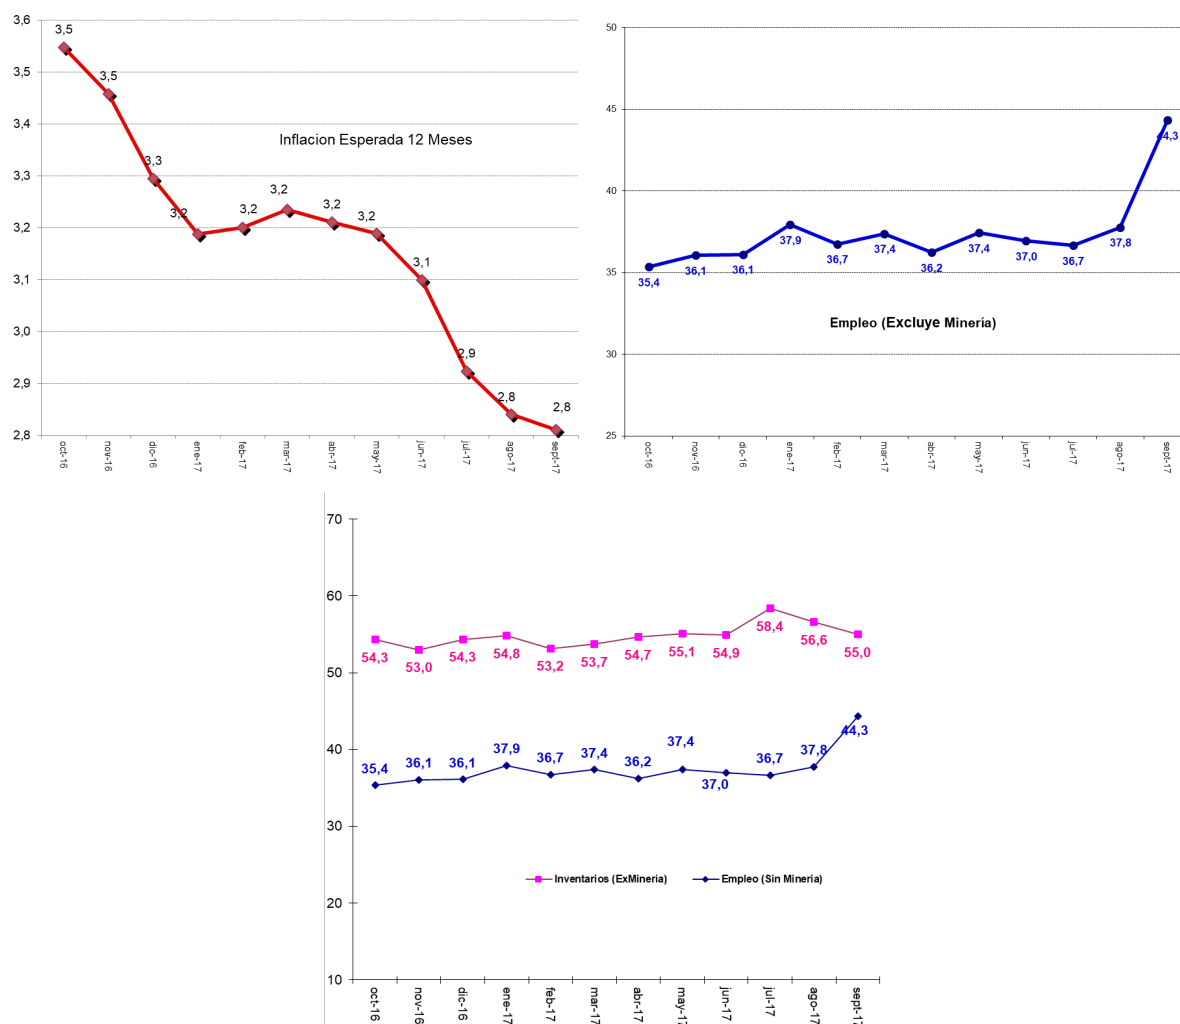 3,6
3,5
3,4
3,3
3,2
3,1
3,0
2,9
2,8
3,5
3,5
3,3
3,2
3,2
3,2
3,2
3,2
3,1
2,9
2,8
2,8
Inflacion Esperada 12 Meses
oct-16
nov-16
dic-16
ene-17
feb-17
mar-17
abr-17
may-17
jun-17
jul-17
ago-17
sept-17
50
45
40
35
30
25
35,4
36,1
36,1
37,9
36,7
37,4
36,2
37,4
37,0
36,7
37,8
44,3
Empleo (Excluye Minería)
oct-16
nov-16
dic-16
ene-17
feb-17
mar-17
abr-17
may-17
jun-17
jul-17
ago-17
sept-17
70
60
50
40
30
20
10
54,3
53,0
54,3
54,8
53,2
53,7
54,7
55,1
54,9
58,4
56,6
55,0
35,4
36,1
36,1
37,9
36,7
37,4
36,2
37,4
37,0
36,7
37,8
44,3
Inventarios (ExMineria)
Empleo (Sin Mineria)
oct-16
nov-16
dic-16
ene-17
feb-17
mar-17
abr-17
may-17
jun-17
jul-17
ago-17
sept-17